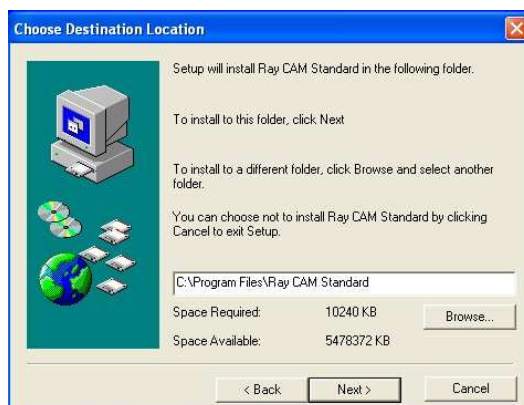 Choose Destination Location
Setup will install Ray CAM Standard in the following folder.
To install to this folder, click Next
To install to a different folder, click Browse and select another
folder.
You can choose not to install Ray CAM Standard by clicking
Cancel to exit Setup.
C:\Program Files\Ray CAM Standard
Space Required: 10240 KB
Browse...
Space Available: 5478372 KB
< Back Next > Cancel